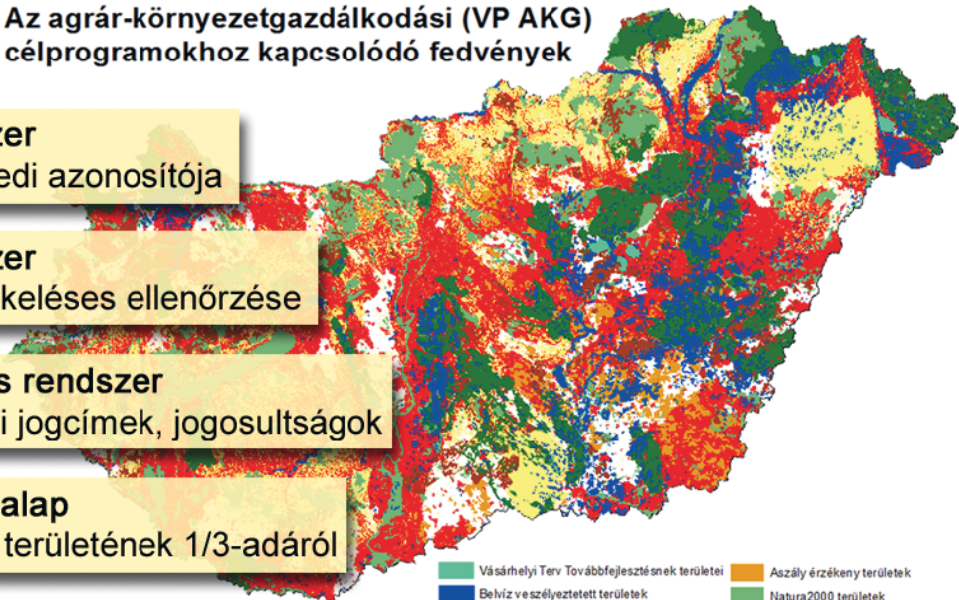 Az agrár-környezetgazdálkodási (VP AKG)
célprogramokhoz kapcsolódó fedvények
zer
edi azonosítója
zer
keléses ellenőrzése
s rendszer
i jogcímek, jogosultságok
alap
területének 1/3-adáról
Vásárhelyi Terv Továbbfejlesztésnek területei
Aszály érzékeny területek
Belvíz veszélyeztetett területek
Natura2000 területek